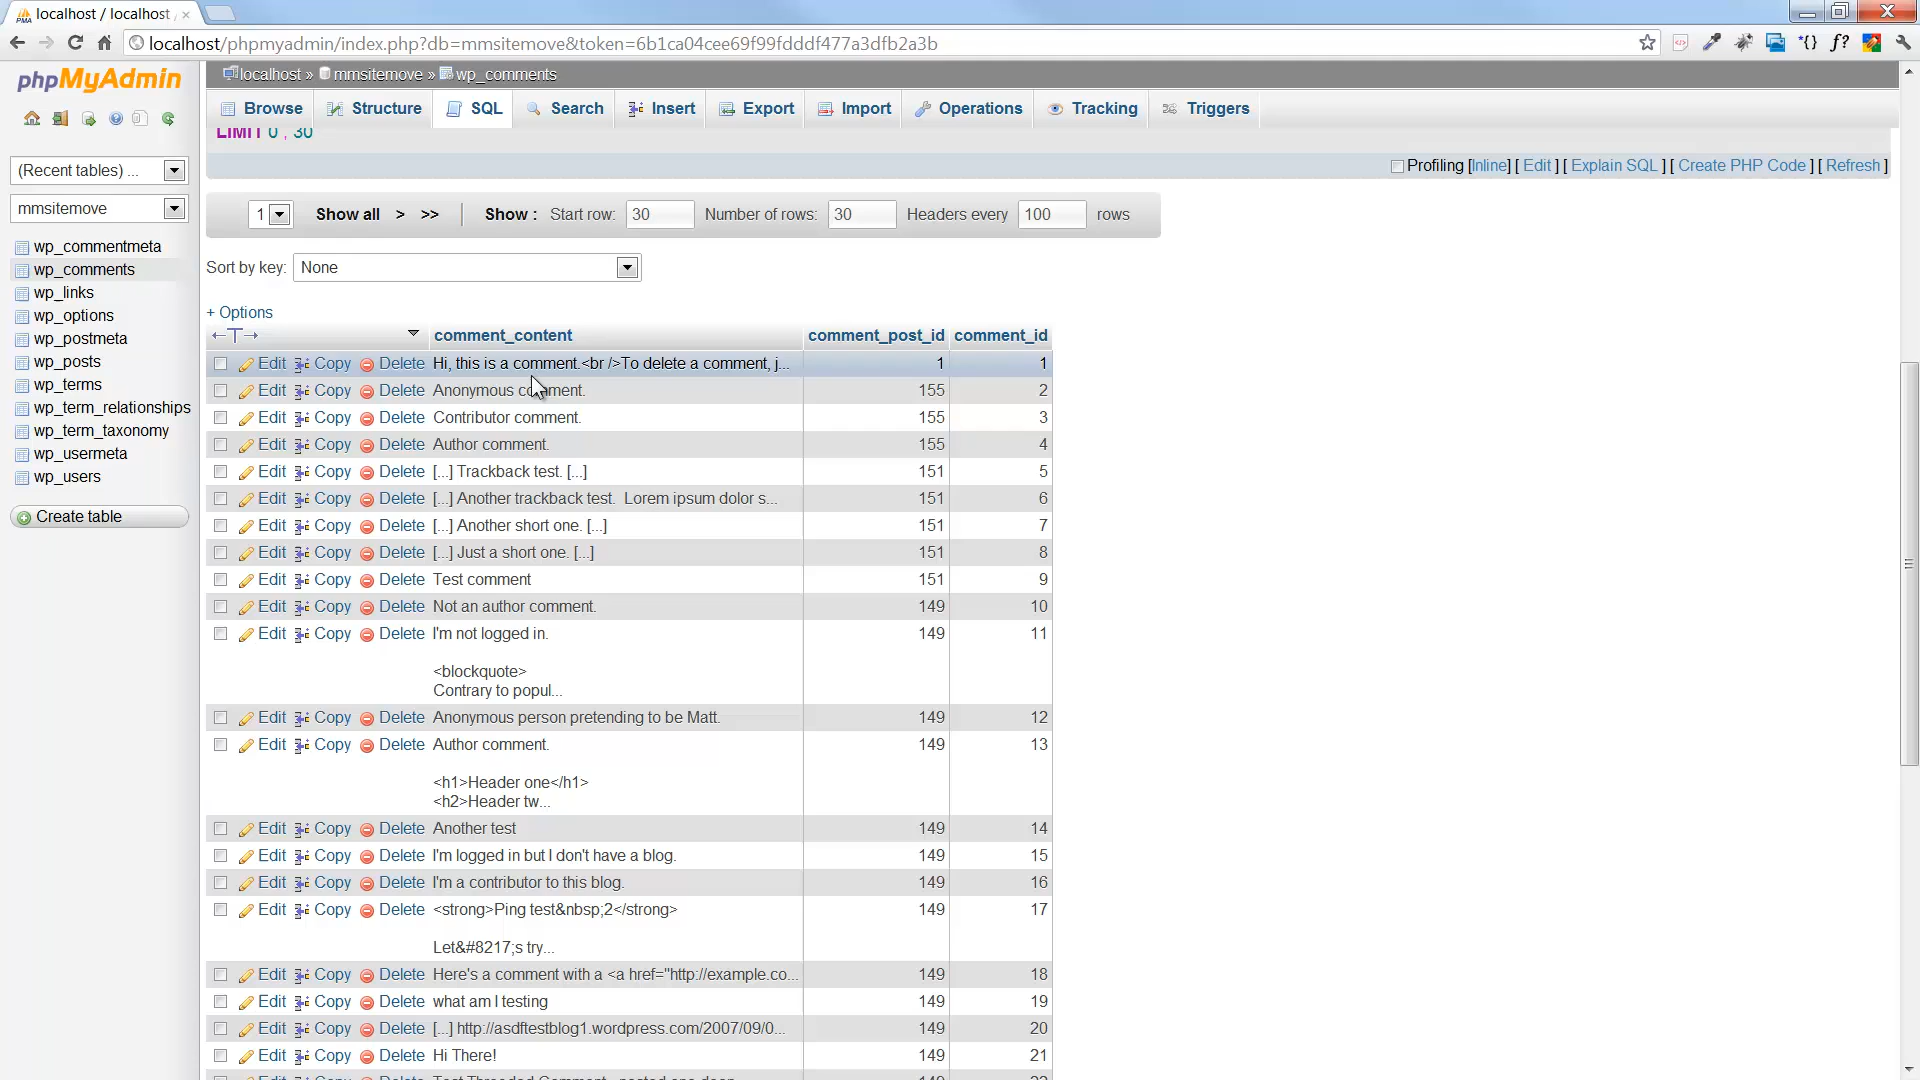 localhost / localhost
localhost/phpmyadmin/index.php?db=mmsitemove&token=6b1ca04cee69f99fdddf477a3dfb2a3b
phpMyAdmin
localhost » mmsitemove » wp_comments
Browse Structure SQL Search Insert Export Import Operations Tracking Triggers
LIMIT 0 , 30
Profiling [Inline] [ Edit ] [ Explain SQL ] [ Create PHP Code ] [ Refresh ]
(Recent tables) ...
mmsitemove
wp_commentmeta
wp_comments
wp_links
wp_options
wp_postmeta
wp_posts
wp_terms
wp_term_relationships
wp_term_taxonomy
wp_usermeta
wp_users
Create table
1 Show all > >> Show : Start row: 30 Number of rows: 30 Headers every 100 rows
Sort by key: None
+ Options
←T→ comment_content comment_post_id comment_id
Edit Copy Delete Hi, this is a comment.<br />To delete a comment, j... 1 1
Edit Copy Delete Anonymous comment. 155 2
Edit Copy Delete Contributor comment. 155 3
Edit Copy Delete Author comment. 155 4
Edit Copy Delete [...] Trackback test. [...] 151 5
Edit Copy Delete [...] Another trackback test. Lorem ipsum dolor s... 151 6
Edit Copy Delete [...] Another short one. [...] 151 7
Edit Copy Delete [...] Just a short one. [...] 151 8
Edit Copy Delete Test comment 151 9
Edit Copy Delete Not an author comment. 149 10
Edit Copy Delete I'm not logged in. 149 11
<blockquote>
Contrary to popul...
Edit Copy Delete Anonymous person pretending to be Matt. 149 12
Edit Copy Delete Author comment. 149 13
<h1>Header one</h1>
<h2>Header tw...
Edit Copy Delete Another test 149 14
Edit Copy Delete I'm logged in but I don't have a blog. 149 15
Edit Copy Delete I'm a contributor to this blog. 149 16
Edit Copy Delete <strong>Ping test&nbsp;2</strong> 149 17
Let&#8217;s try...
Edit Copy Delete Here's a comment with a <a href="http://example.co... 149 18
Edit Copy Delete what am I testing 149 19
Edit Copy Delete [...] http://asdftestblog1.wordpress.com/2007/09/0... 149 20
Edit Copy Delete Hi There! 149 21